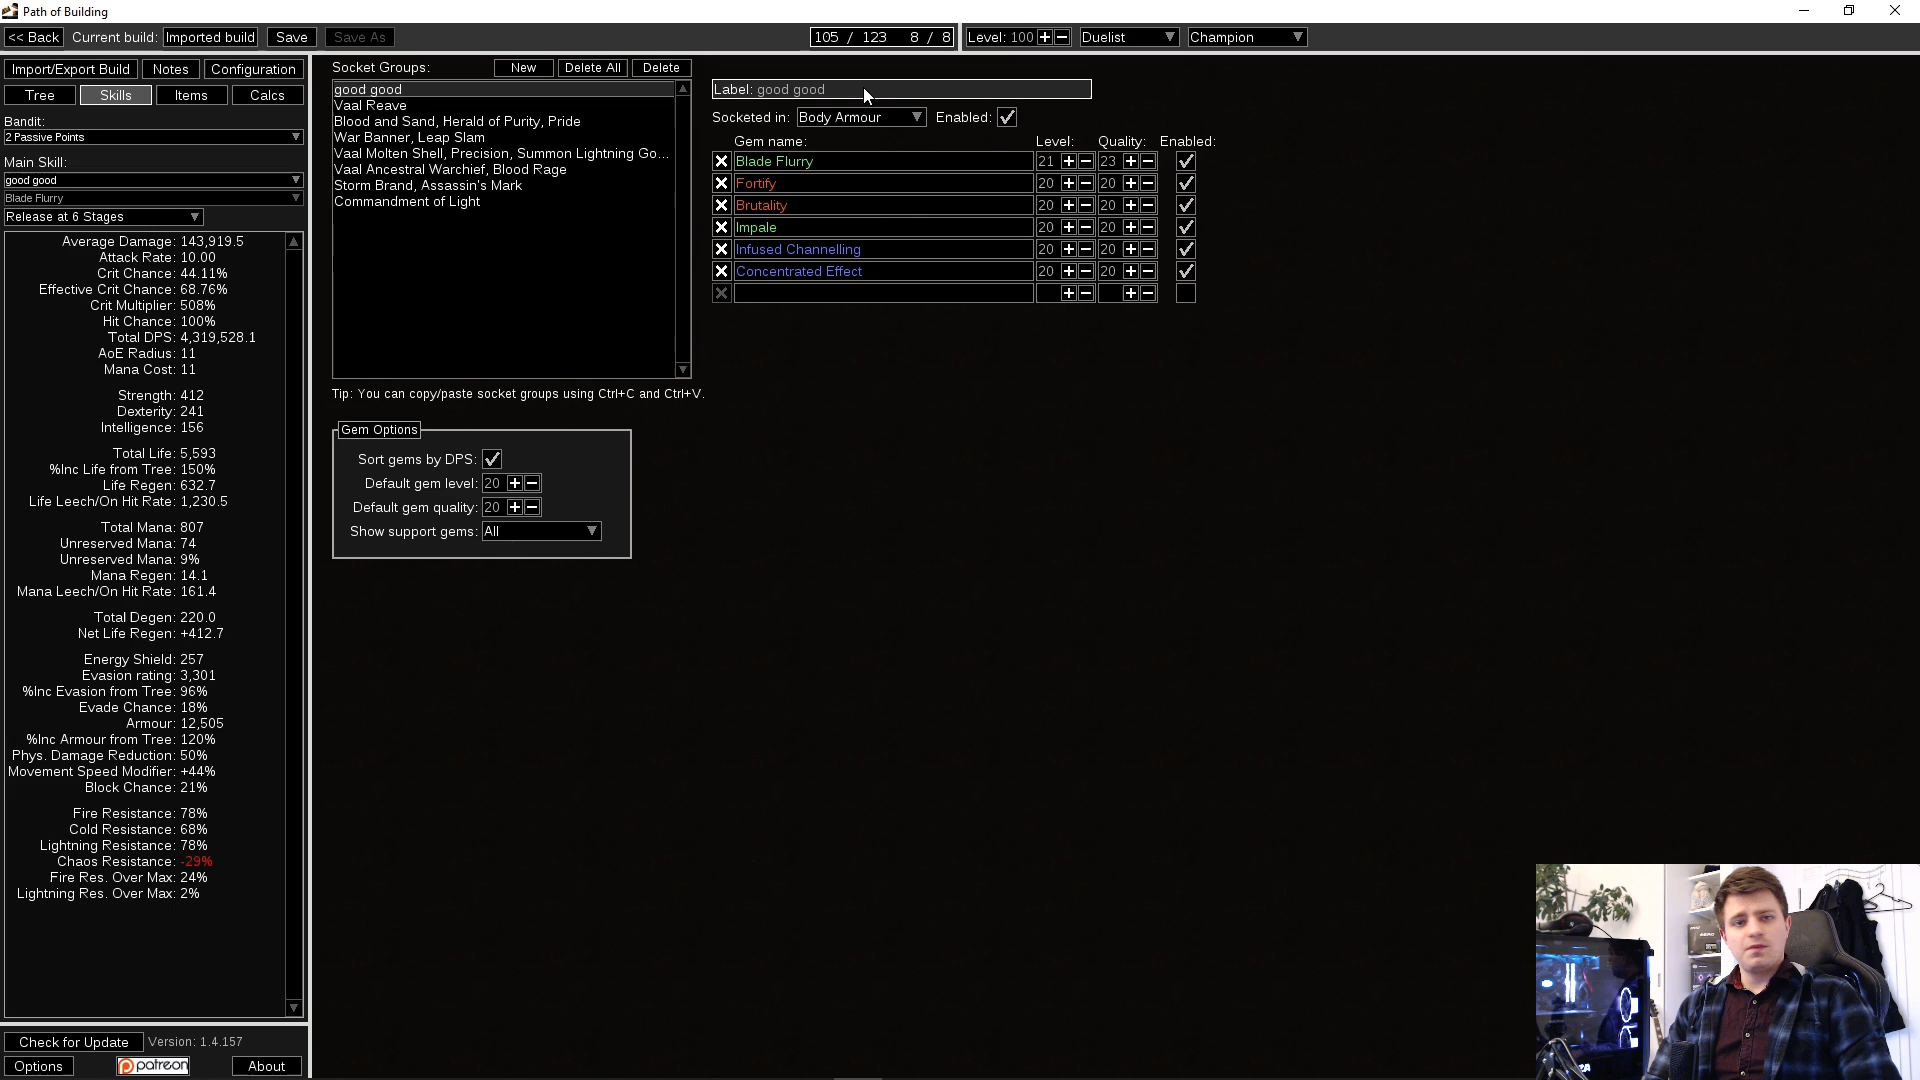 Path of Building
<< Back Current build: Imported build Save Save As 105 / 123 8 / 8 Level: 100 Duelist Champion
Import/Export Build Notes Configuration
Tree Skills Items Calcs
Bandit:
2 Passive Points
Main Skill:
good good
Blade Flurry
Release at 6 Stages
Average Damage: 143,919.5
Attack Rate: 10.00
Crit Chance: 44.11%
Effective Crit Chance: 68.76%
Crit Multiplier: 508%
Hit Chance: 100%
Total DPS: 4,319,528.1
AoE Radius: 11
Mana Cost: 11
Strength: 412
Dexterity: 241
Intelligence: 156
Total Life: 5,593
%Inc Life from Tree: 150%
Life Regen: 632.7
Life Leech/On Hit Rate: 1,230.5
Total Mana: 807
Unreserved Mana: 74
Unreserved Mana: 9%
Mana Regen: 14.1
Mana Leech/On Hit Rate: 161.4
Total Degen: 220.0
Net Life Regen: +412.7
Energy Shield: 257
Evasion rating: 3,301
%Inc Evasion from Tree: 96%
Evade Chance: 18%
Armour: 12,505
%Inc Armour from Tree: 120%
Phys. Damage Reduction: 50%
Movement Speed Modifier: +44%
Block Chance: 21%
Fire Resistance: 78%
Cold Resistance: 68%
Lightning Resistance: 78%
Chaos Resistance: -29%
Fire Res. Over Max: 24%
Lightning Res. Over Max: 2%
Check for Update Version: 1.4.157
Options patreon About
Socket Groups: New Delete All Delete
good good
Vaal Reave
Blood and Sand, Herald of Purity, Pride
War Banner, Leap Slam
Vaal Molten Shell, Precision, Summon Lightning Go...
Vaal Ancestral Warchief, Blood Rage
Storm Brand, Assassin's Mark
Commandment of Light
Tip: You can copy/paste socket groups using Ctrl+C and Ctrl+V.
Gem Options
Sort gems by DPS:
Default gem level: 20
Default gem quality: 20
Show support gems: All
Label: good good
Socketed in: Body Armour Enabled:
Gem name: Level: Quality: Enabled:
Blade Flurry 21 23
Fortify 20 20
Brutality 20 20
Impale 20 20
Infused Channelling 20 20
Concentrated Effect 20 20